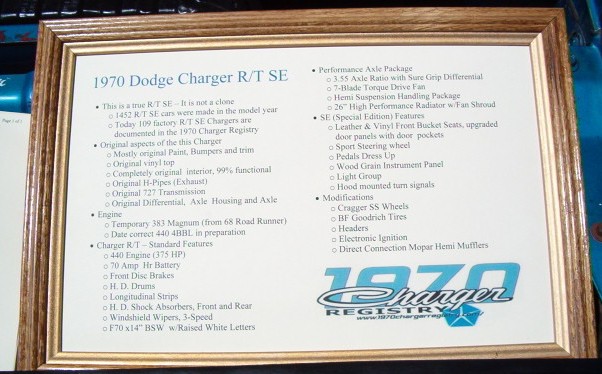 1970 Dodge Charger R/T SE
• This is a true R/T SE – It is not a clone
o 1452 R/T SE cars were made in the model year
o Today 109 factory R/T SE Chargers are
documented in the 1970 Charger Registry
• Original aspects of the this Charger
o Mostly original Paint, Bumpers and trim
o Original vinyl top
o Completely original interior, 99% functional
o Original H-Pipes (Exhaust)
o Original 727 Transmission
o Original Differential, Axle Housing and Axle
• Engine
o Temporary 383 Magnum (from 68 Road Runner)
o Date correct 440 4BBL in preparation
• Charger R/T – Standard Features
o 440 Engine (375 HP)
o 70 Amp Hr Battery
o Front Disc Brakes
o H. D. Drums
o Longitudinal Strips
o H. D. Shock Absorbers, Front and Rear
o Windshield Wipers, 3-Speed
o F70 x14" BSW w/Raised White Letters
• Performance Axle Package
o 3.55 Axle Ratio with Sure Grip Differential
o 7-Blade Torque Drive Fan
o Hemi Suspension Handling Package
o 26" High Performance Radiator w/Fan Shroud
• SE (Special Edition) Features
o Leather & Vinyl Front Bucket Seats, upgraded
door panels with door pockets
o Sport Steering wheel
o Pedals Dress Up
o Wood Grain Instrument Panel
o Light Group
o Hood mounted turn signals
• Modifications
o Cragger SS Wheels
o BF Goodrich Tires
o Headers
o Electronic Ignition
o Direct Connection Mopar Hemi Mufflers
1970
Charger
REGISTRY